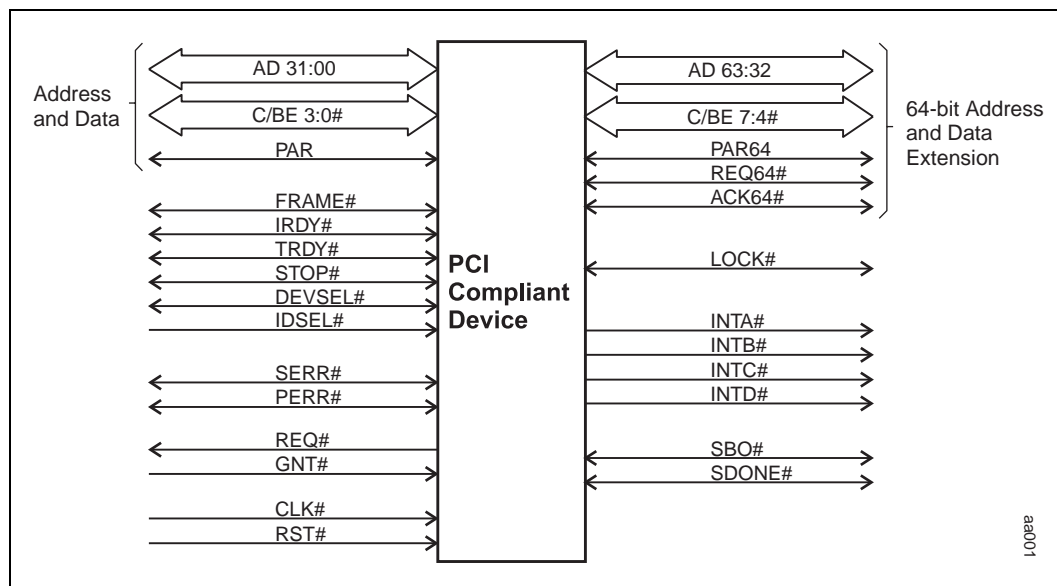 Address
and Data
AD 31:00
C/BE 3:0#
PAR
FRAME#
IRDY#
TRDY#
STOP#
DEVSEL#
IDSEL#
SERR#
PERR#
REQ#
GNT#
CLK#
RST#
PCI
Compliant
Device
AD 63:32
C/BE 7:4#
PAR64
REQ64#
ACK64#
64-bit Address
and Data
Extension
LOCK#
INTA#
INTB#
INTC#
INTD#
SBO#
SDONE#
aa001